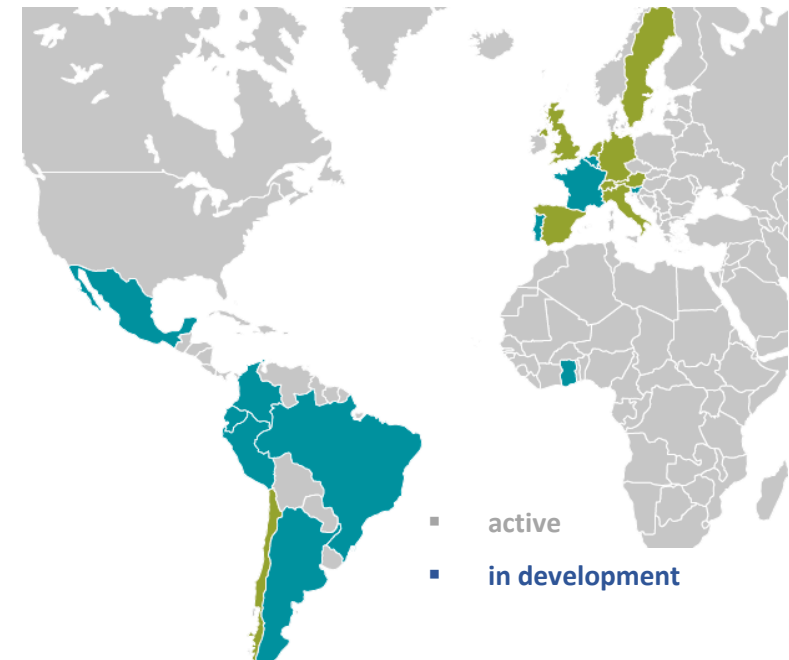 ▪ active
▪ in development